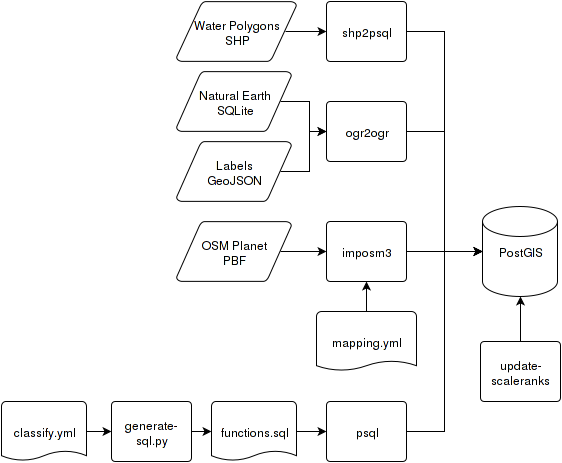 Water Polygons
SHP
shp2psql
Natural Earth
SQLite
ogr2ogr
Labels
GeoJSON
OSM Planet
PBF
imposm3
PostGIS
mapping.yml
update-
scaleranks
classify.yml
generate-
sql.py
functions.sql
psql